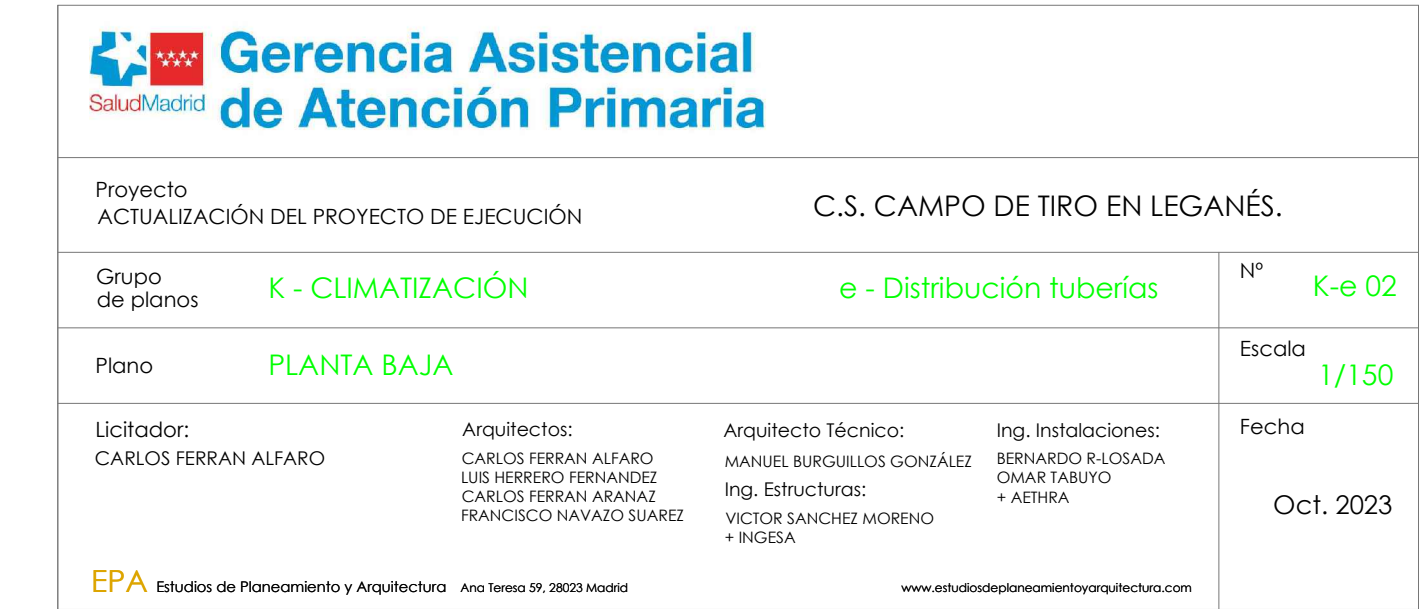 Gerencia Asistencial
SaludMadrid de Atención Primaria
Proyecto
ACTUALIZACIÓN DEL PROYECTO DE EJECUCIÓN
C.S. CAMPO DE TIRO EN LEGANÉS.
Grupo
de planos
K - CLIMATIZACIÓN
e - Distribución tuberías
Nº
K-e 02
Plano
PLANTA BAJA
Escala
1/150
Licitador:
CARLOS FERRAN ALFARO
Arquitectos:
CARLOS FERRAN ALFARO
LUIS HERRERO FERNANDEZ
CARLOS FERRAN ARANAZ
FRANCISCO NAVAZO SUAREZ
Arquitecto Técnico:
MANUEL BURGUILLOS GONZÁLEZ
Ing. Estructuras:
VICTOR SANCHEZ MORENO
+ INGESA
Ing. Instalaciones:
BERNARDO R-LOSADA
OMAR TABUYO
+ AETHRA
Fecha
Oct. 2023
EPA Estudios de Planeamiento y Arquitectura Ana Teresa 59, 28023 Madrid
www.estudiosdeplaneamientoyarquitectura.com